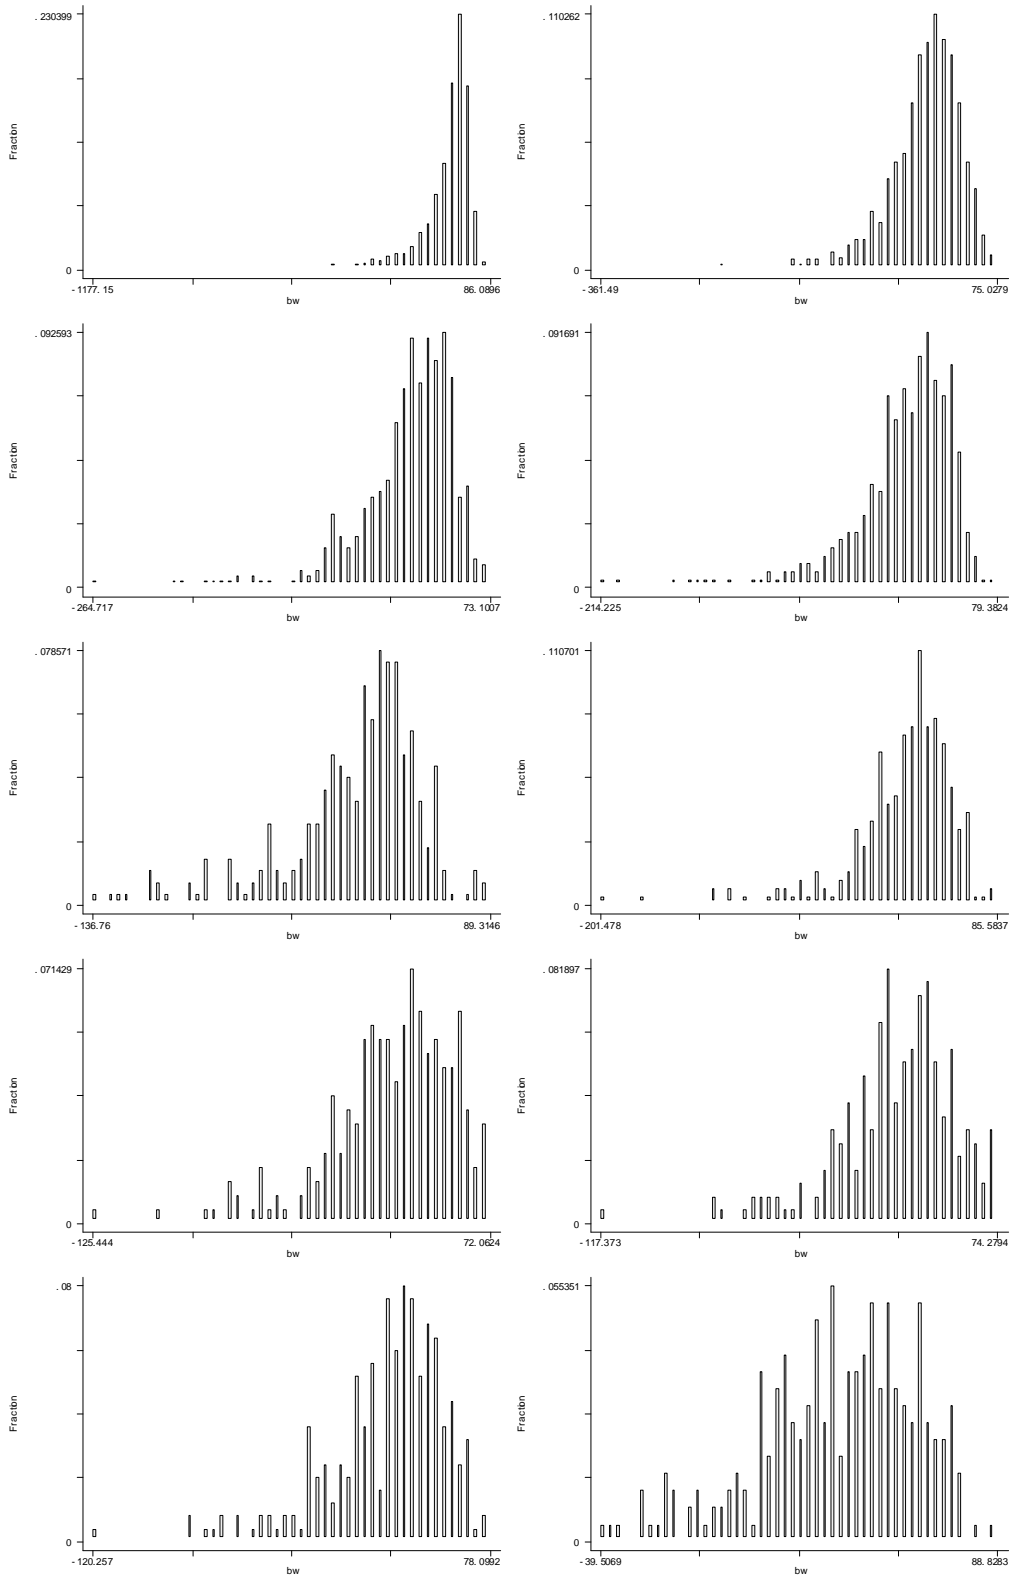 .230399
Fraction
0
-1177.15
86.0896
bw
.110262
Fraction
0
-361.49
75.0279
bw
.092593
Fraction
0
-264.717
73.1007
bw
.091691
Fraction
0
-214.225
79.3824
bw
.078571
Fraction
0
-136.76
89.3146
bw
.110701
Fraction
0
-201.478
85.5837
bw
.071429
Fraction
0
-125.444
72.0624
bw
.081897
Fraction
0
-117.373
74.2794
bw
.08
Fraction
0
-120.257
78.0992
bw
.055351
Fraction
0
-39.5069
88.8283
bw